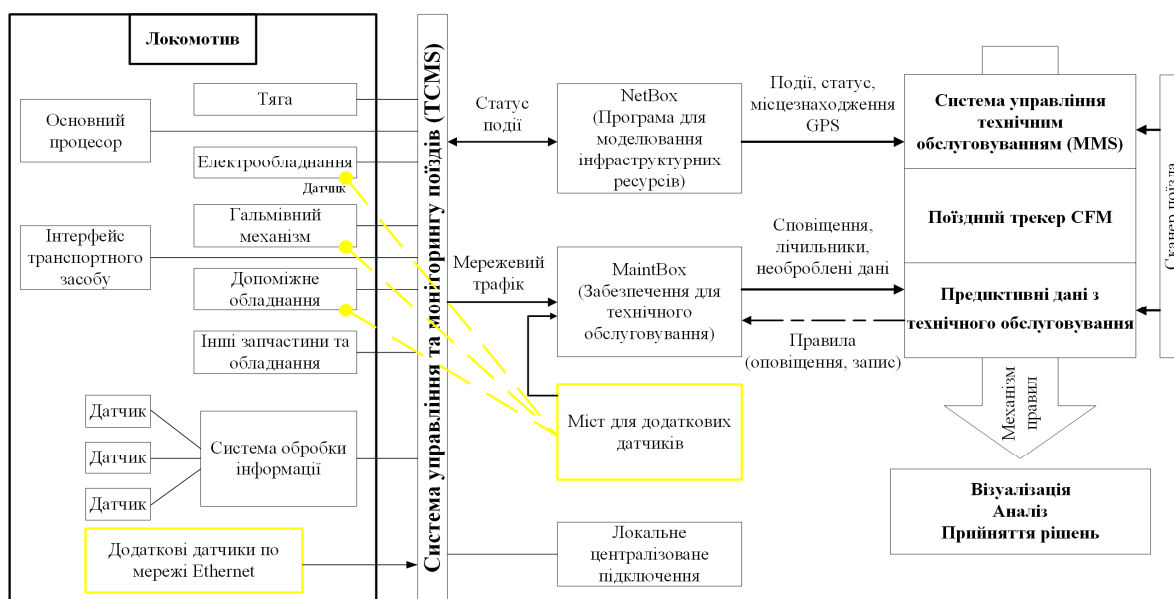 Локомотив
Тяга
Основний
процесор
Електрообладнання
Датчик
Гальмівний
механізм
Інтерфейс
транспортного
засобу
Допоміжне
обладнання
Інші запчастини та
обладнання
Датчик
Датчик
Датчик
Система обробки
інформації
Додаткові датчики по
мережі Ethernet
Система управління та моніторингу поїздів (TCMS)
Статус
події
Мережевий
трафік
NetBox
(Програма для
моделювання
інфраструктурних
ресурсів)
MaintBox
(Забезпечення для
технічного
обслуговування)
Міст для додаткових
датчиків
Локальне
централізоване
підключення
Події, статус,
місцезнаходження
GPS
Сповіщення,
лічильники,
необроблені дані
Правила
(оповіщення, запис)
Система управління
технічним
обслуговуванням (MMS)
Поїздний трекер CFM
Предиктивні дані з
технічного обслуговування
Механізм
правил
Візуалізація
Аналіз
Прийняття рішень
Сканер поїзда